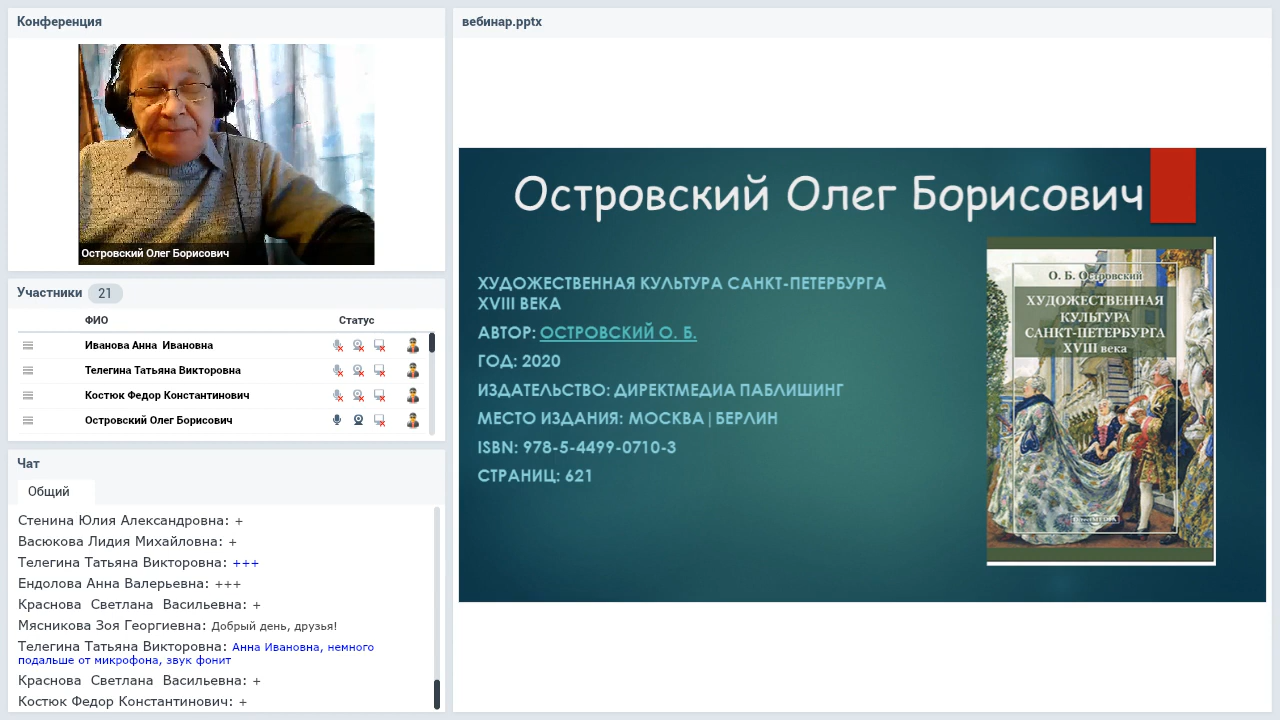 Конференция
Островский Олег Борисович
Участники 21
ФИО Статус
Иванова Анна Ивановна
Телегина Татьяна Викторовна
Костюк Федор Константинович
Островский Олег Борисович
Чат
Общий
Стенина Юлия Александровна: +
Васюкова Лидия Михайловна: +
Телегина Татьяна Викторовна: +++
Ендолова Анна Валерьевна: +++
Краснова Светлана Васильевна: +
Мясникова Зоя Георгиевна: Добрый день, друзья!
Телегина Татьяна Викторовна: Анна Ивановна, немного
подальше от микрофона, звук фонит
Краснова Светлана Васильевна: +
Костюк Федор Константинович: +
вебинар.pptx
Островский Олег Борисович
ХУДОЖЕСТВЕННАЯ КУЛЬТУРА САНКТ-ПЕТЕРБУРГА
XVIII ВЕКА
АВТОР: ОСТРОВСКИЙ О. Б.
ГОД: 2020
ИЗДАТЕЛЬСТВО: ДИРЕКТМЕДИА ПАБЛИШИНГ
МЕСТО ИЗДАНИЯ: МОСКВА|БЕРЛИН
ISBN: 978-5-4499-0710-3
СТРАНИЦ: 621
О. Б. Островский
ХУДОЖЕСТВЕННАЯ
КУЛЬТУРА
САНКТ-ПЕТЕРБУРГА
XVIII века
DirectMEDIA